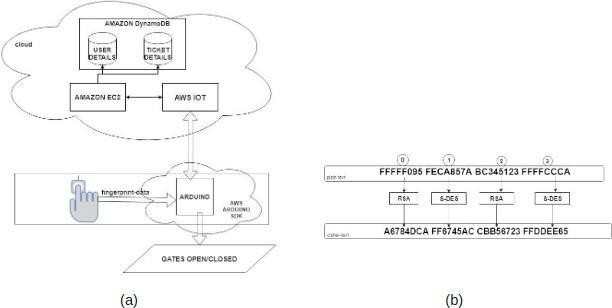 AMAZON DynamoDB
cloud
USER
DETAILS
TICKET
DETAILS
AMAZON EC2
AWS IOT
fingerprint-data
ARDUINO
AWS
ARDUINO
SDK
GATES OPEN/CLOSED
(a)
0 1 2 3
FFFFF095 FECA857A BC345123 FFFFCCCA
plain text
RSA S-DES RSA S-DES
A6784DCA FF6745AC CBB56723 FFDDEE65
cipher-text
(b)